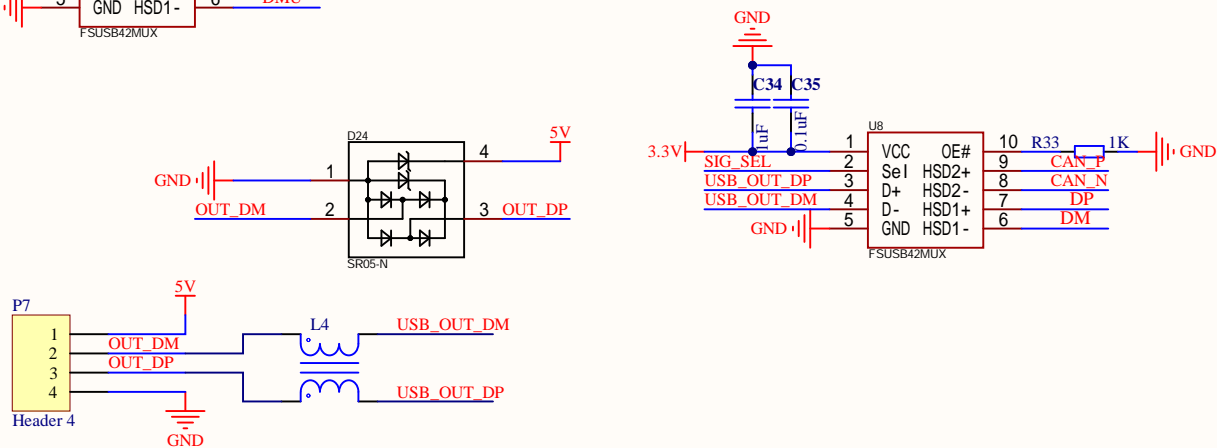 5 GND HSD1- 6 DMU
FSUSB42MUX
GND
C34 C35
1uF 0.1uF
D24
5V
4
GND 1
OUT_DM 2
3 OUT_DP
SR05-N
U8
3.3V 1 VCC OE# 10 R33 1K GND
SIG_SEL 2 Sel HSD2+ 9 CAN_P
USB_OUT_DP 3 D+ HSD2- 8 CAN_N
USB_OUT_DM 4 D- HSD1+ 7 DP
GND 5 GND HSD1- 6 DM
FSUSB42MUX
5V
P7
1
2 OUT_DM
3 OUT_DP
4
Header 4
GND
L4
USB_OUT_DM
USB_OUT_DP